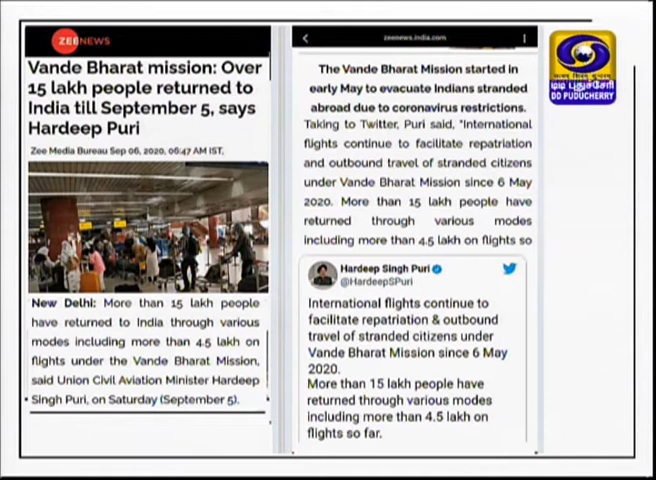 ZEENEWS
Vande Bharat mission: Over
15 lakh people returned to
India till September 5, says
Hardeep Puri
Zee Media Bureau Sep 06, 2020, 06:47 AM IST,
New Delhi: More than 15 lakh people
have returned to India through various
modes including more than 4.5 lakh on
flights under the Vande Bharat Mission,
said Union Civil Aviation Minister Hardeep
Singh Puri, on Saturday (September 5).
zeenews.india.com
The Vande Bharat Mission started in
early May to evacuate Indians stranded
abroad due to coronavirus restrictions.
Taking to Twitter, Puri said, "International
flights continue to facilitate repatriation
and outbound travel of stranded citizens
under Vande Bharat Mission since 6 May
2020. More than 15 lakh people have
returned through various modes
including more than 4.5 lakh on flights so
Hardeep Singh Puri
@HardeepSPuri
International flights continue to
facilitate repatriation & outbound
travel of stranded citizens under
Vande Bharat Mission since 6 May
2020.
More than 15 lakh people have
returned through various modes
including more than 4.5 lakh on
flights so far.
டிடி புதுச்சேரி
DD PUDUCHERRY